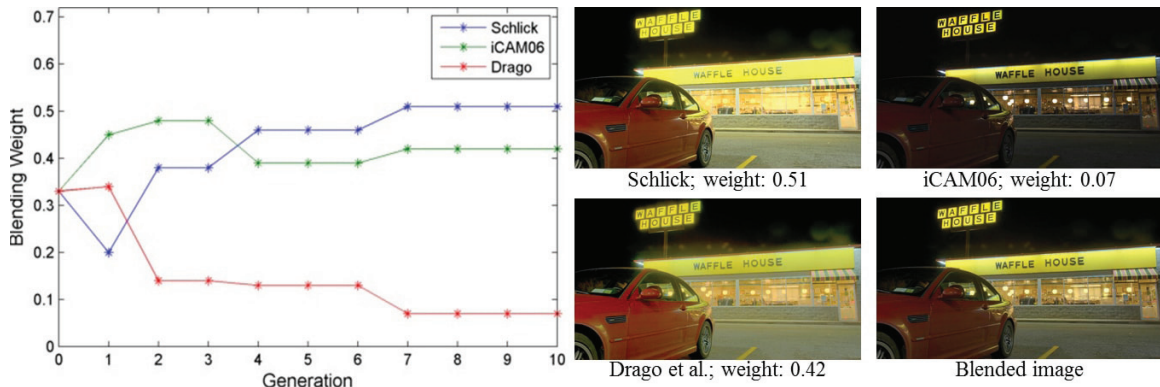 0.7
0.6
0.5
0.4
0.3
0.2
0.1
0
Blending Weight
0 1 2 3 4 5 6 7 8 9 10
Generation
Schlick
iCAM06
Drago
WAFFLE
HOUSE
WAFFLE HOUSE
Schlick; weight: 0.51
WAFFLE
HOUSE
WAFFLE HOUSE
iCAM06; weight: 0.07
WAFFLE
HOUSE
WAFFLE HOUSE
Drago et al.; weight: 0.42
WAFFLE
HOUSE
WAFFLE HOUSE
Blended image